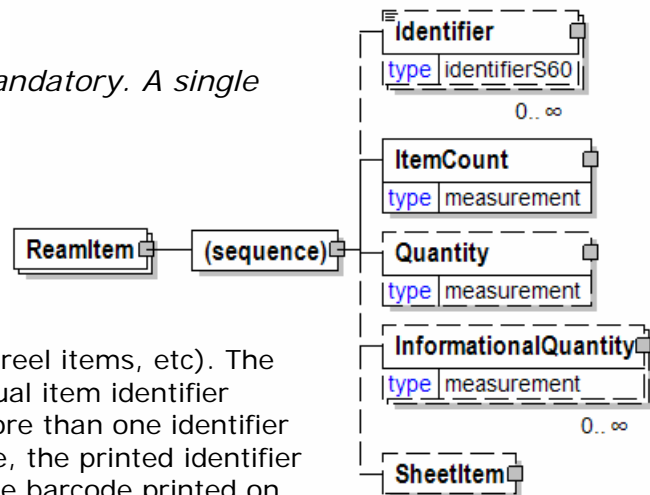 Identifier
type identifierS60
0.. ∞
andatory. A single
ItemCount
type measurement
ReamItem
(sequence)
Quantity
type measurement
reel items, etc). The
ual item identifier
ore than one identifier
e, the printed identifier
e barcode printed on
InformationalQuantity
type measurement
0.. ∞
SheetItem